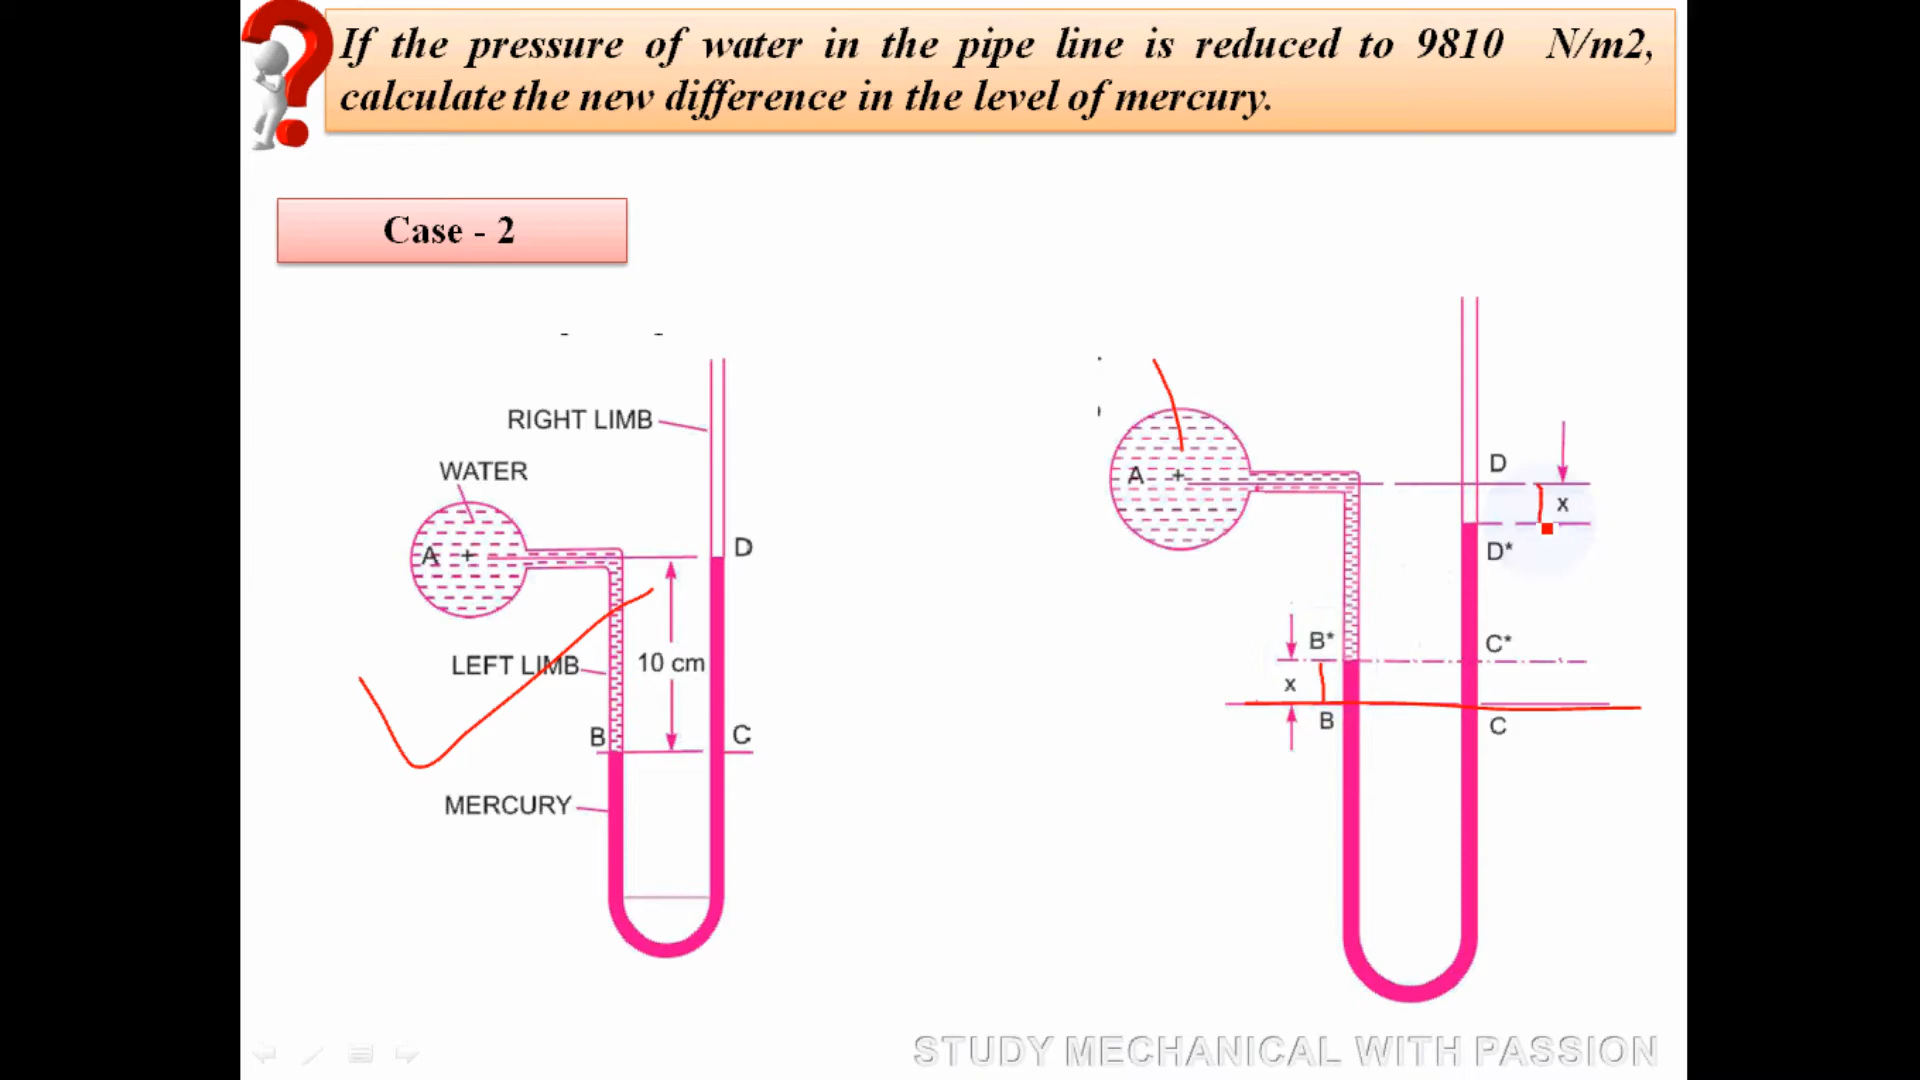 If the pressure of water in the pipe line is reduced to 9810 N/m2,
calculate the new difference in the level of mercury.
Case - 2
RIGHT LIMB
WATER
A +
D
LEFT LIMB
10 cm
B
C
MERCURY
A +
D
x
D*
B*
C*
x
B
C
STUDY MECHANICAL WITH PASSION